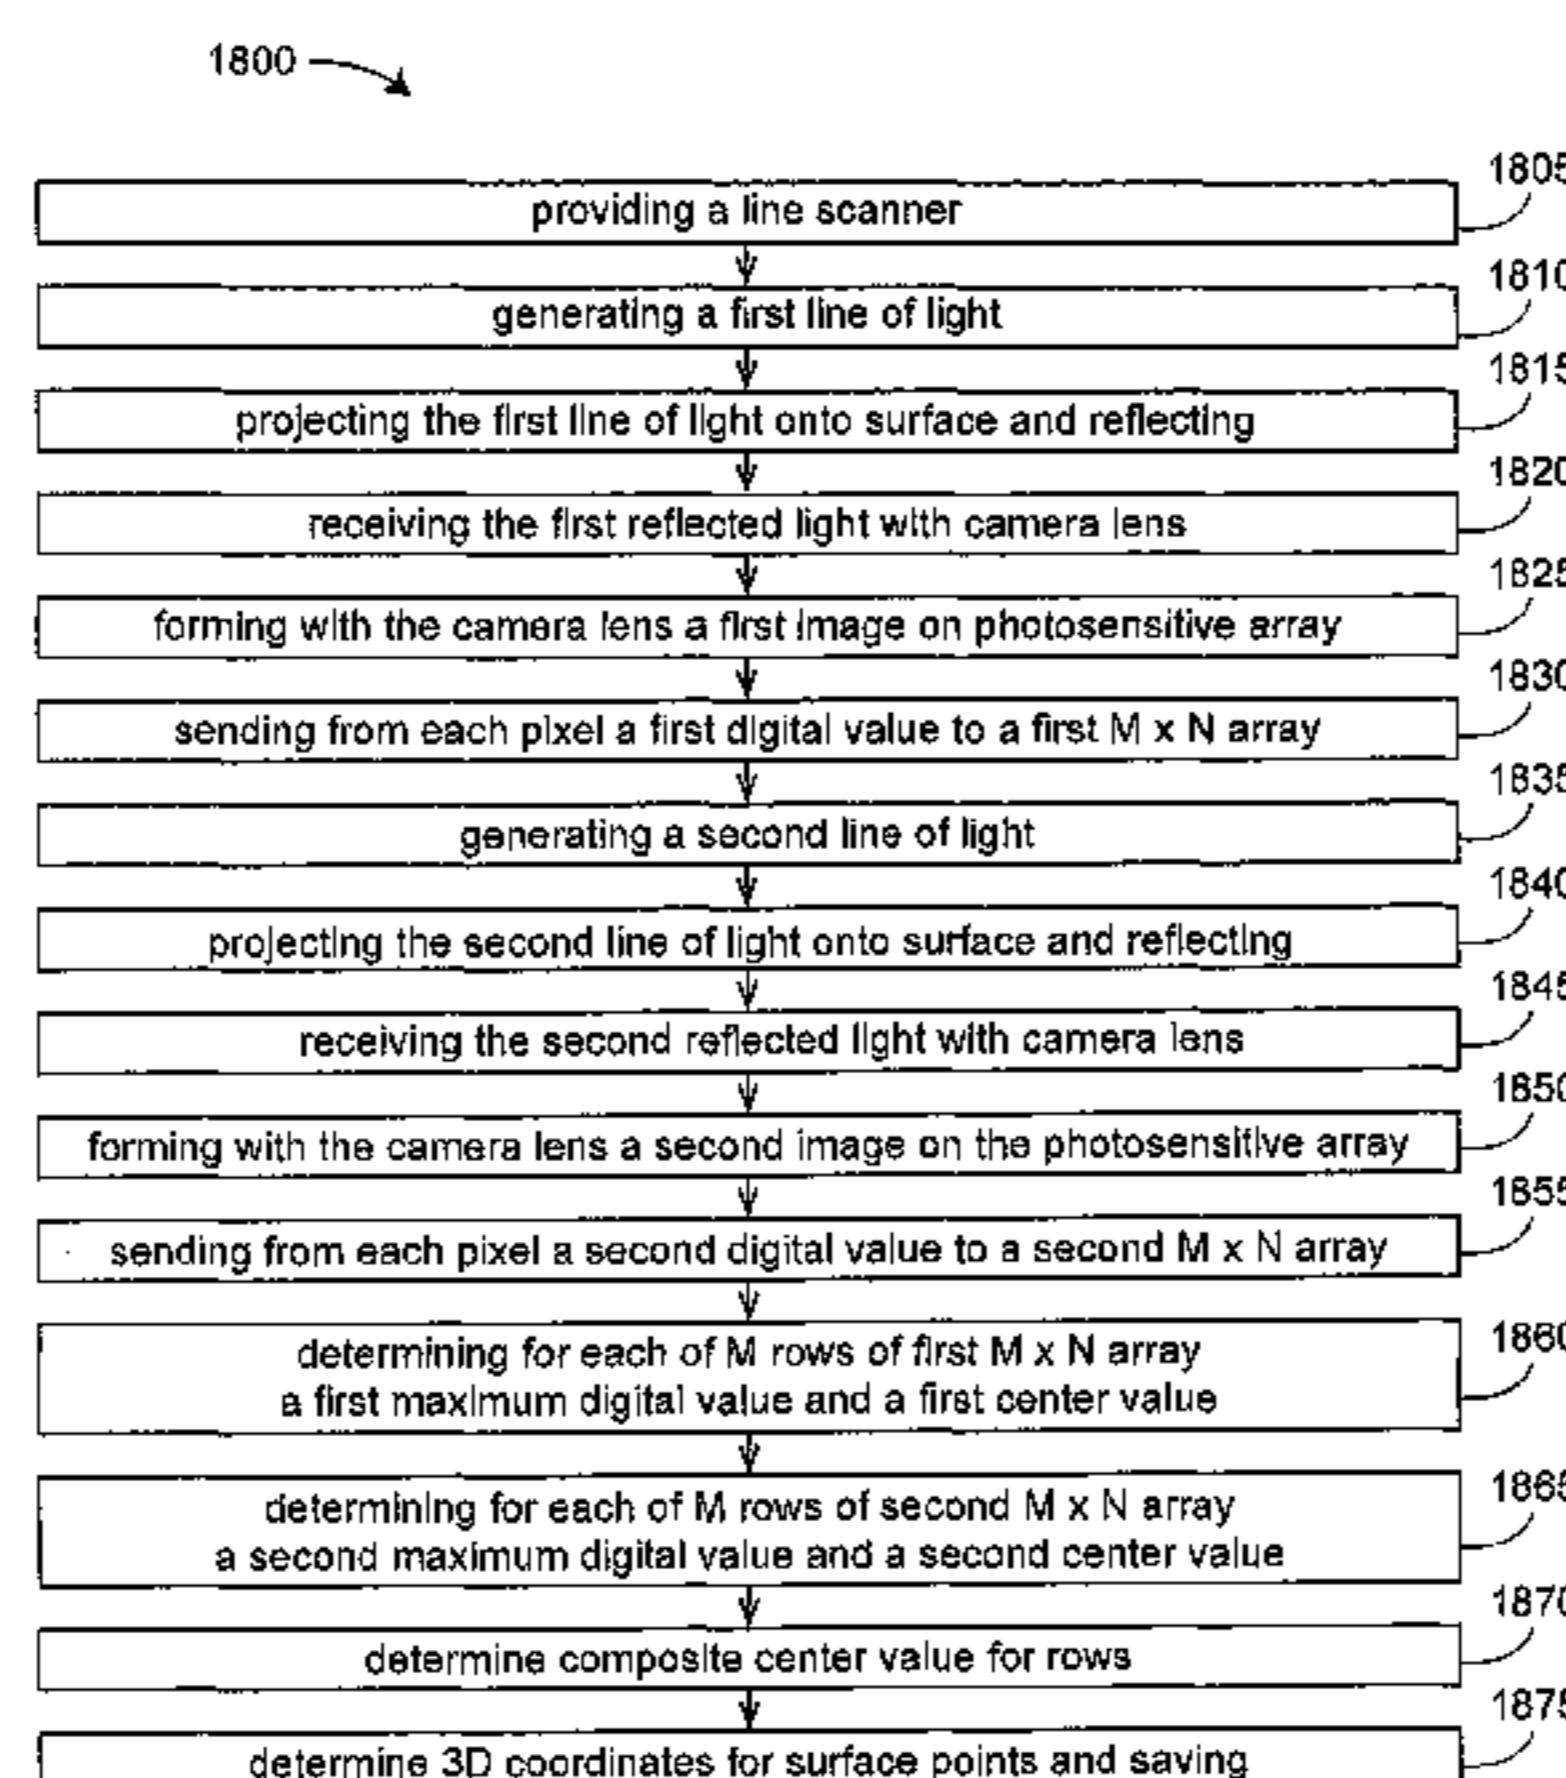 1800
providing a line scanner
1805
generating a first line of light
1810
projecting the first line of light onto surface and reflecting
1815
receiving the first reflected light with camera lens
1820
forming with the camera lens a first image on photosensitive array
1825
sending from each pixel a first digital value to a first M x N array
1830
generating a second line of light
1835
projecting the second line of light onto surface and reflecting
1840
receiving the second reflected light with camera lens
1845
forming with the camera lens a second image on the photosensitive array
1850
sending from each pixel a second digital value to a second M x N array
1855
determining for each of M rows of first M x N array
a first maximum digital value and a first center value
1860
determining for each of M rows of second M x N array
a second maximum digital value and a second center value
1865
determine composite center value for rows
1870
determine 3D coordinates for surface points and saving
1875